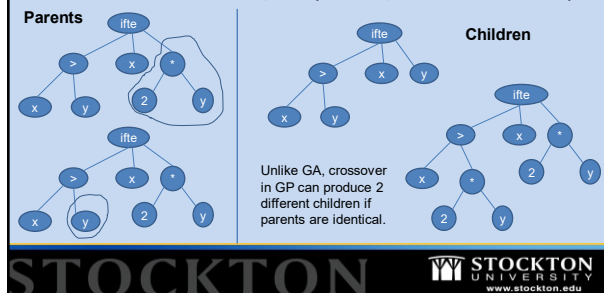 Parents
ifte
> x *
x y 2 y
ifte
> x *
x y 2 y
ifte
> x y
x y
Children
ifte
> x *
x * 2 y
2 y
Unlike GA, crossover
in GP can produce 2
different children if
parents are identical.
STOCKTON
STOCKTON
UNIVERSITY
www.stockton.edu